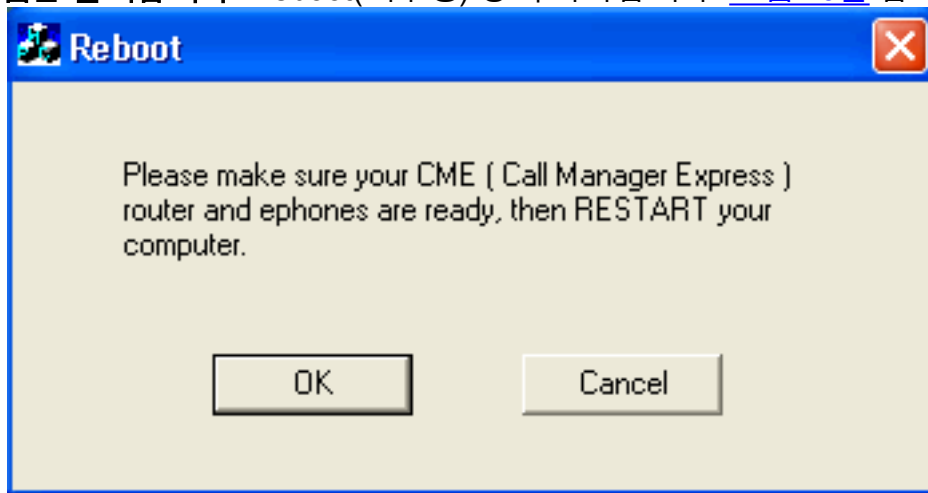 Reboot
Please make sure your CME ( Call Manager Express )
router and ephones are ready, then RESTART your
computer.
OK Cancel